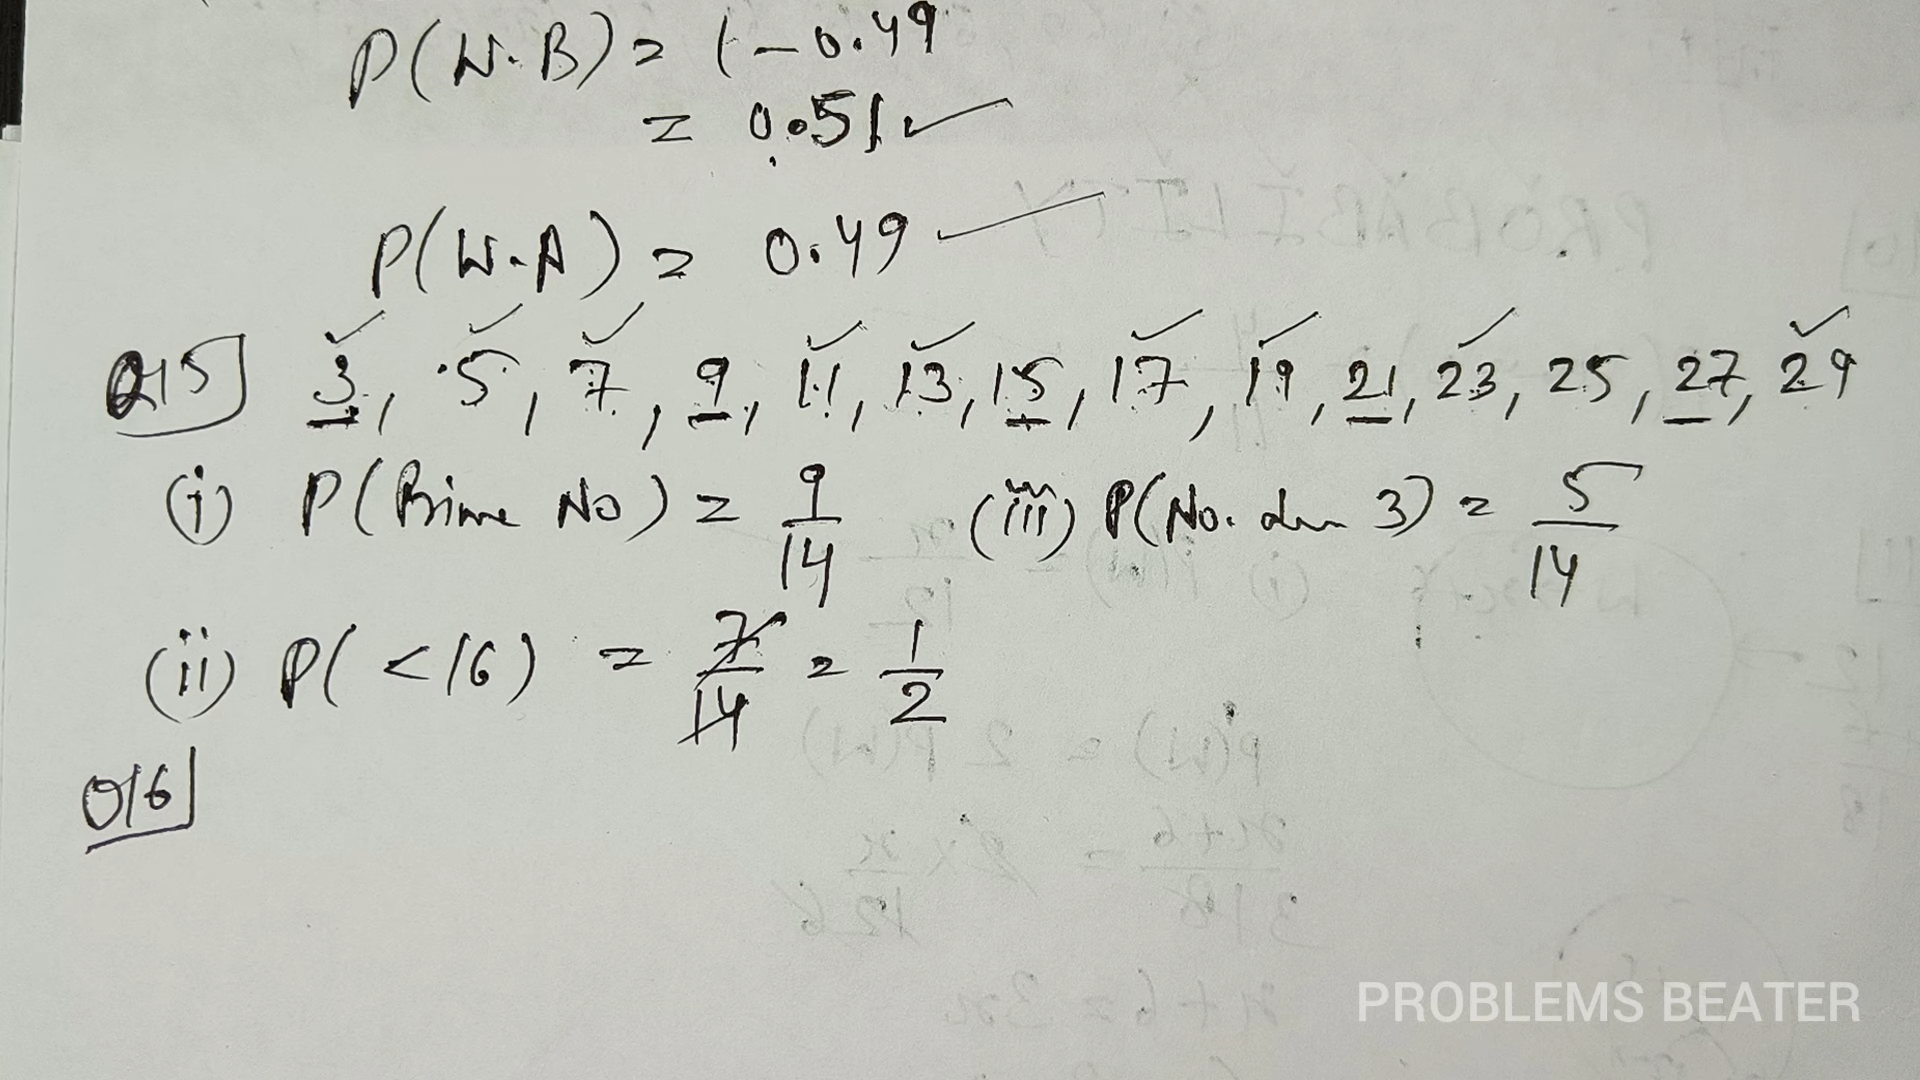 P(W.B) = 1 - 0.49
= 0.51 ✓
P(W.A) = 0.49
Q15 3, 5, 7, 9, 11, 13, 15, 17, 19, 21, 23, 25, 27, 29
(i) P(Prime No) = 9/14 (iii) P(No. div 3) = 5/14
(ii) P(<16) = 7/14 = 1/2
Q16
PROBLEMS BEATER